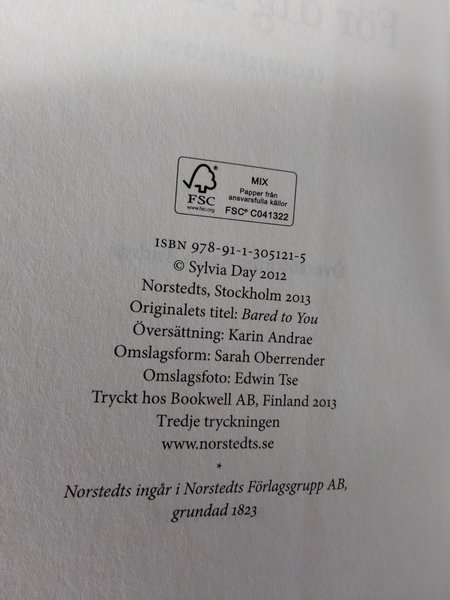 För dig
FSC
www.fsc.org
MIX
Papper från
ansvarsfulla källor
FSC® C041322
ISBN 978-91-1-305121-5
© Sylvia Day 2012
Norstedts, Stockholm 2013
Originalets titel: Bared to You
Översättning: Karin Andrae
Omslagsform: Sarah Oberrender
Omslagsfoto: Edwin Tse
Tryckt hos Bookwell AB, Finland 2013
Tredje tryckningen
www.norstedts.se
*
Norstedts ingår i Norstedts Förlagsgrupp AB,
grundad 1823